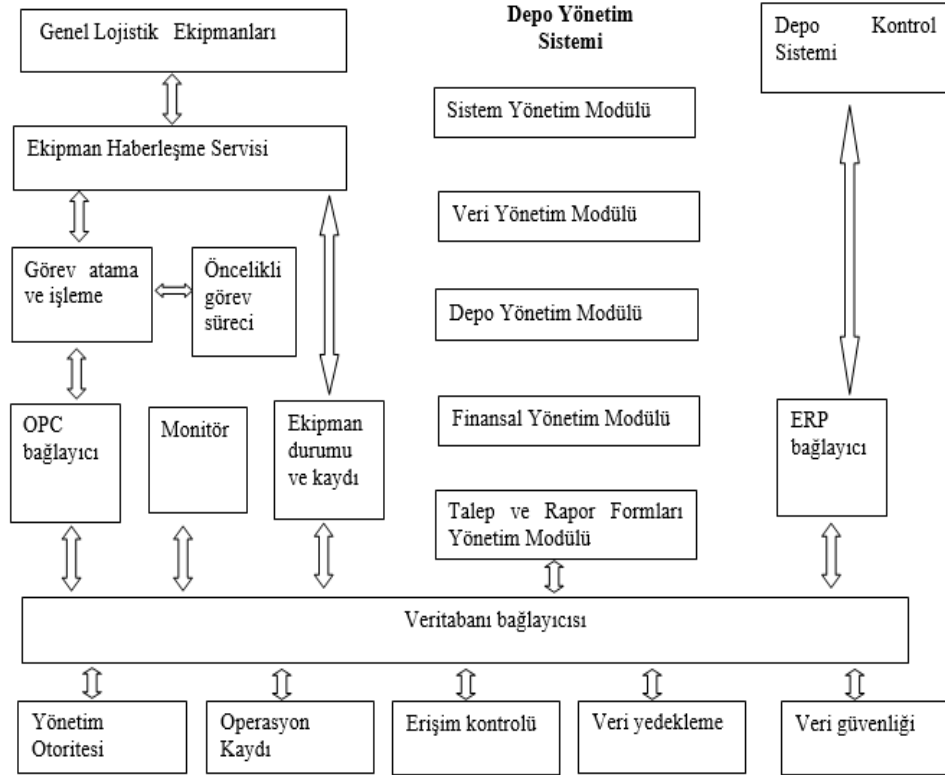 Genel Lojistik Ekipmanları
Depo Yönetim
Sistemi
Depo Kontrol
Sistemi
Sistem Yönetim Modülü
Ekipman Haberleşme Servisi
Veri Yönetim Modülü
Görev atama
ve işleme
Öncelikli
görev
süreci
Depo Yönetim Modülü
OPC
bağlayıcı
Monitör
Ekipman
durumu
ve kaydı
Finansal Yönetim Modülü
ERP
bağlayıcı
Talep ve Rapor Formları
Yönetim Modülü
Veritabanı bağlayıcısı
Yönetim
Otoritesi
Operasyon
Kaydı
Erişim kontrolü
Veri yedekleme
Veri güvenliği